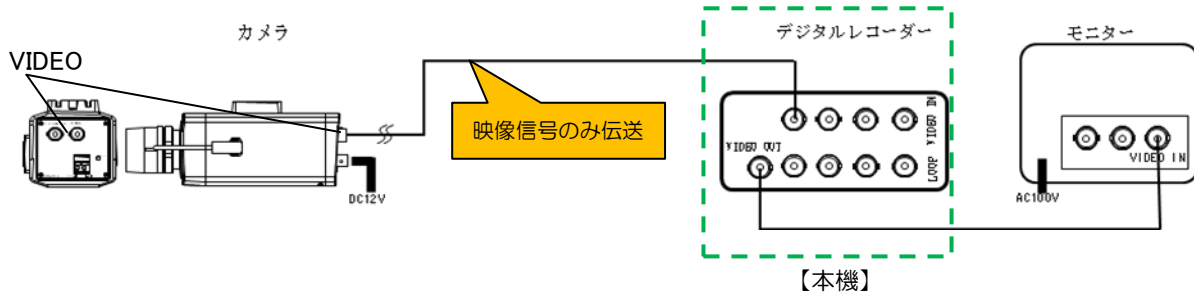 カメラ
デジタルレコーダー
モニター
VIDEO
映像信号のみ伝送
VIDEO IN
VIDEO OUT
LOOP
VIDEO IN
DC12V
AC100V
【本機】